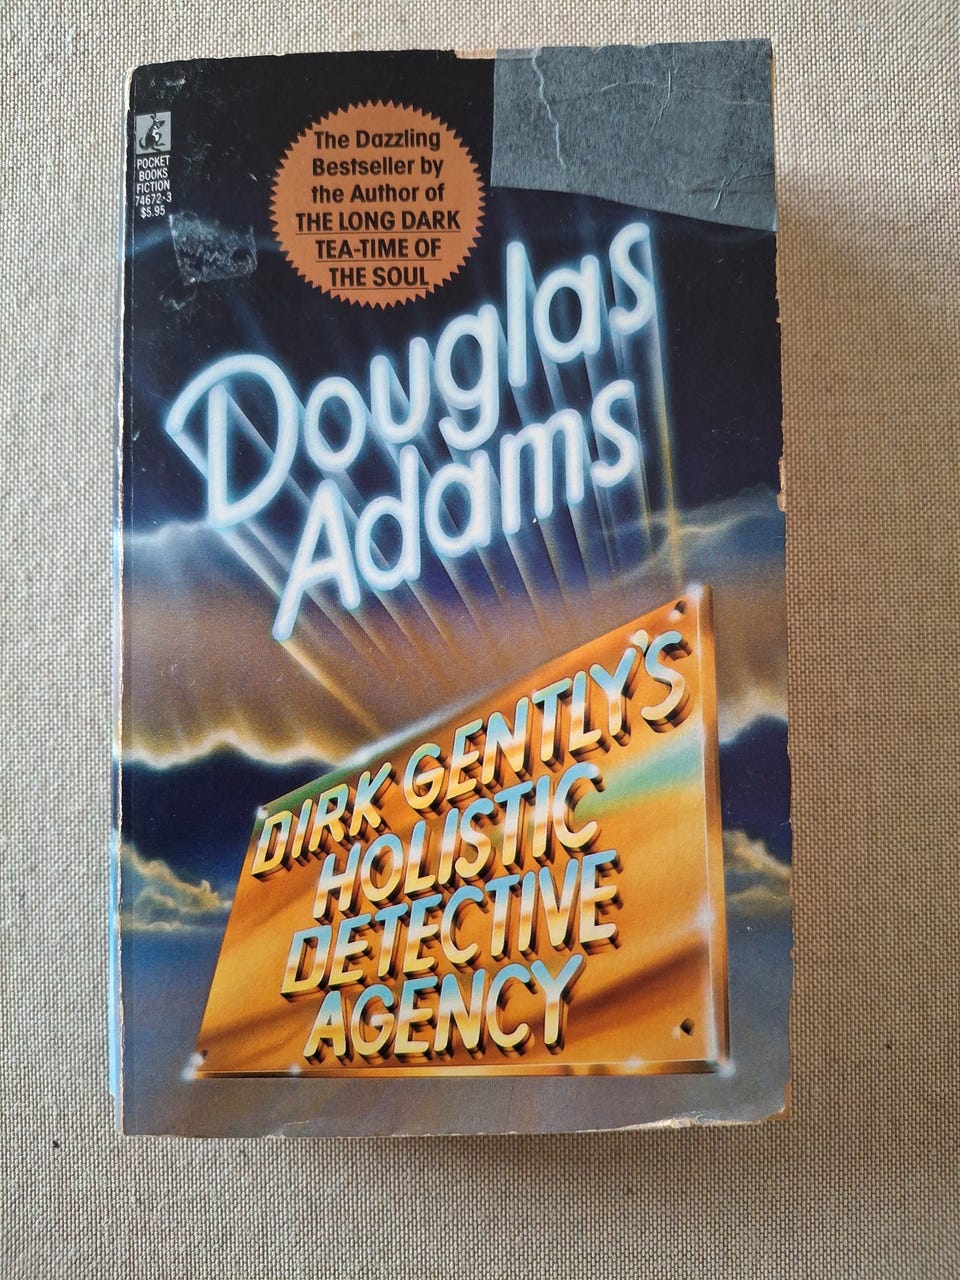 POCKET
BOOKS
FICTION
74672-3
$5.95
The Dazzling
Bestseller by
the Author of
THE LONG DARK
TEA-TIME OF
THE SOUL
Douglas
Adams
DIRK GENTLY'S
HOLISTIC
DETECTIVE
AGENCY